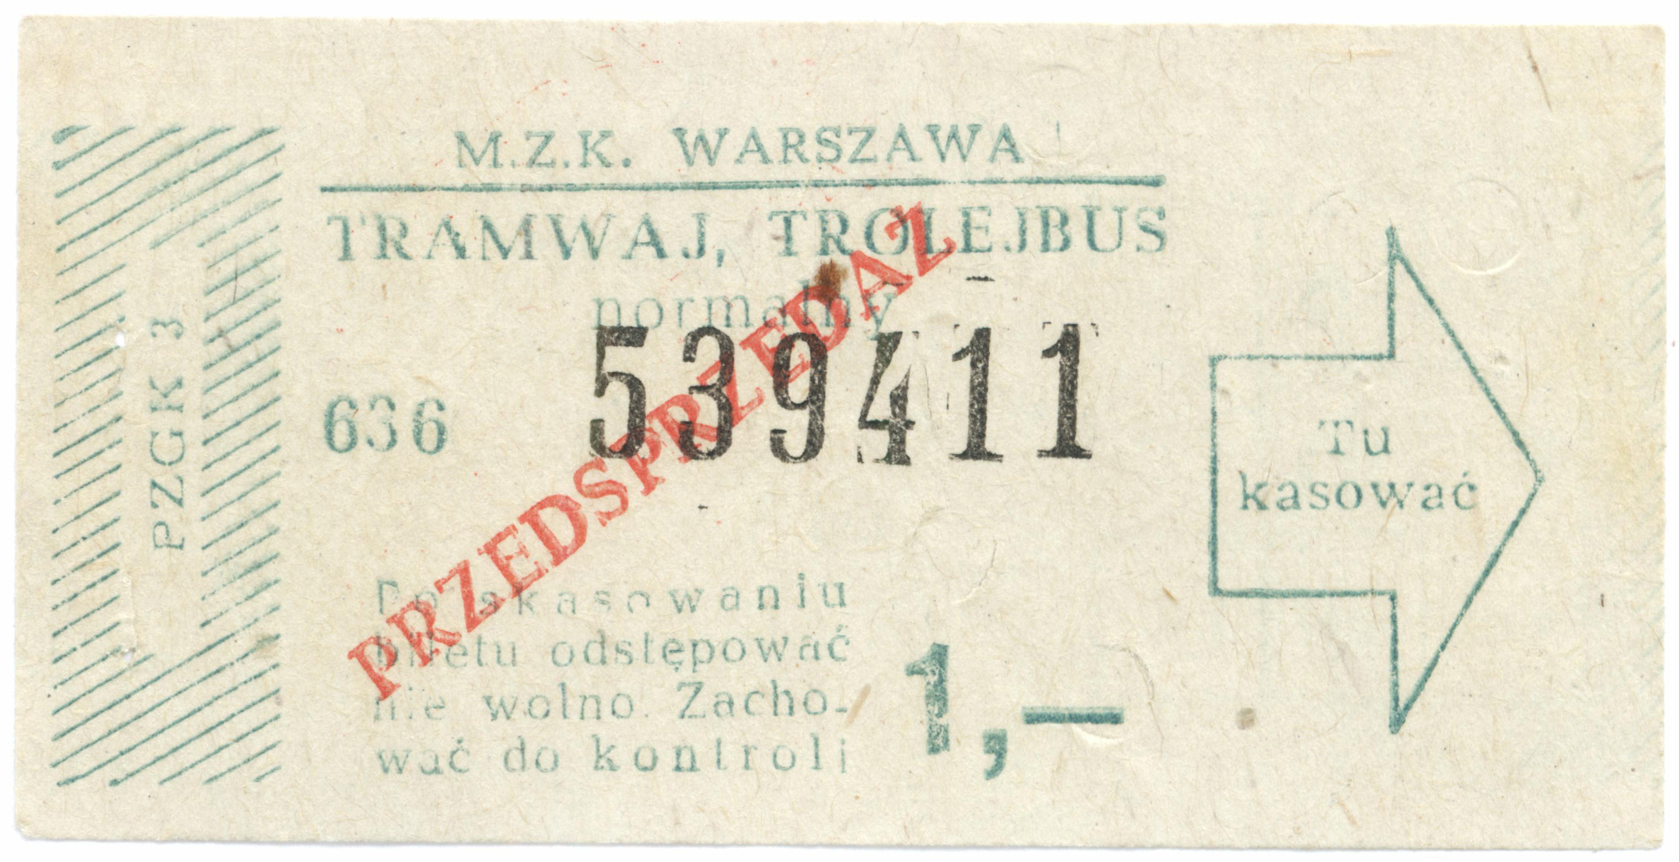 M.Z.K. WARSZAWA
TRAMWAJ, TROLEJBUS
normalny
636 539411
PRZEDSPRZEDAŻ
PZGK 3
Po skasowaniu
biletu odstępować
nie wolno. Zacho-
wać do kontroli
1,—
Tu
kasować